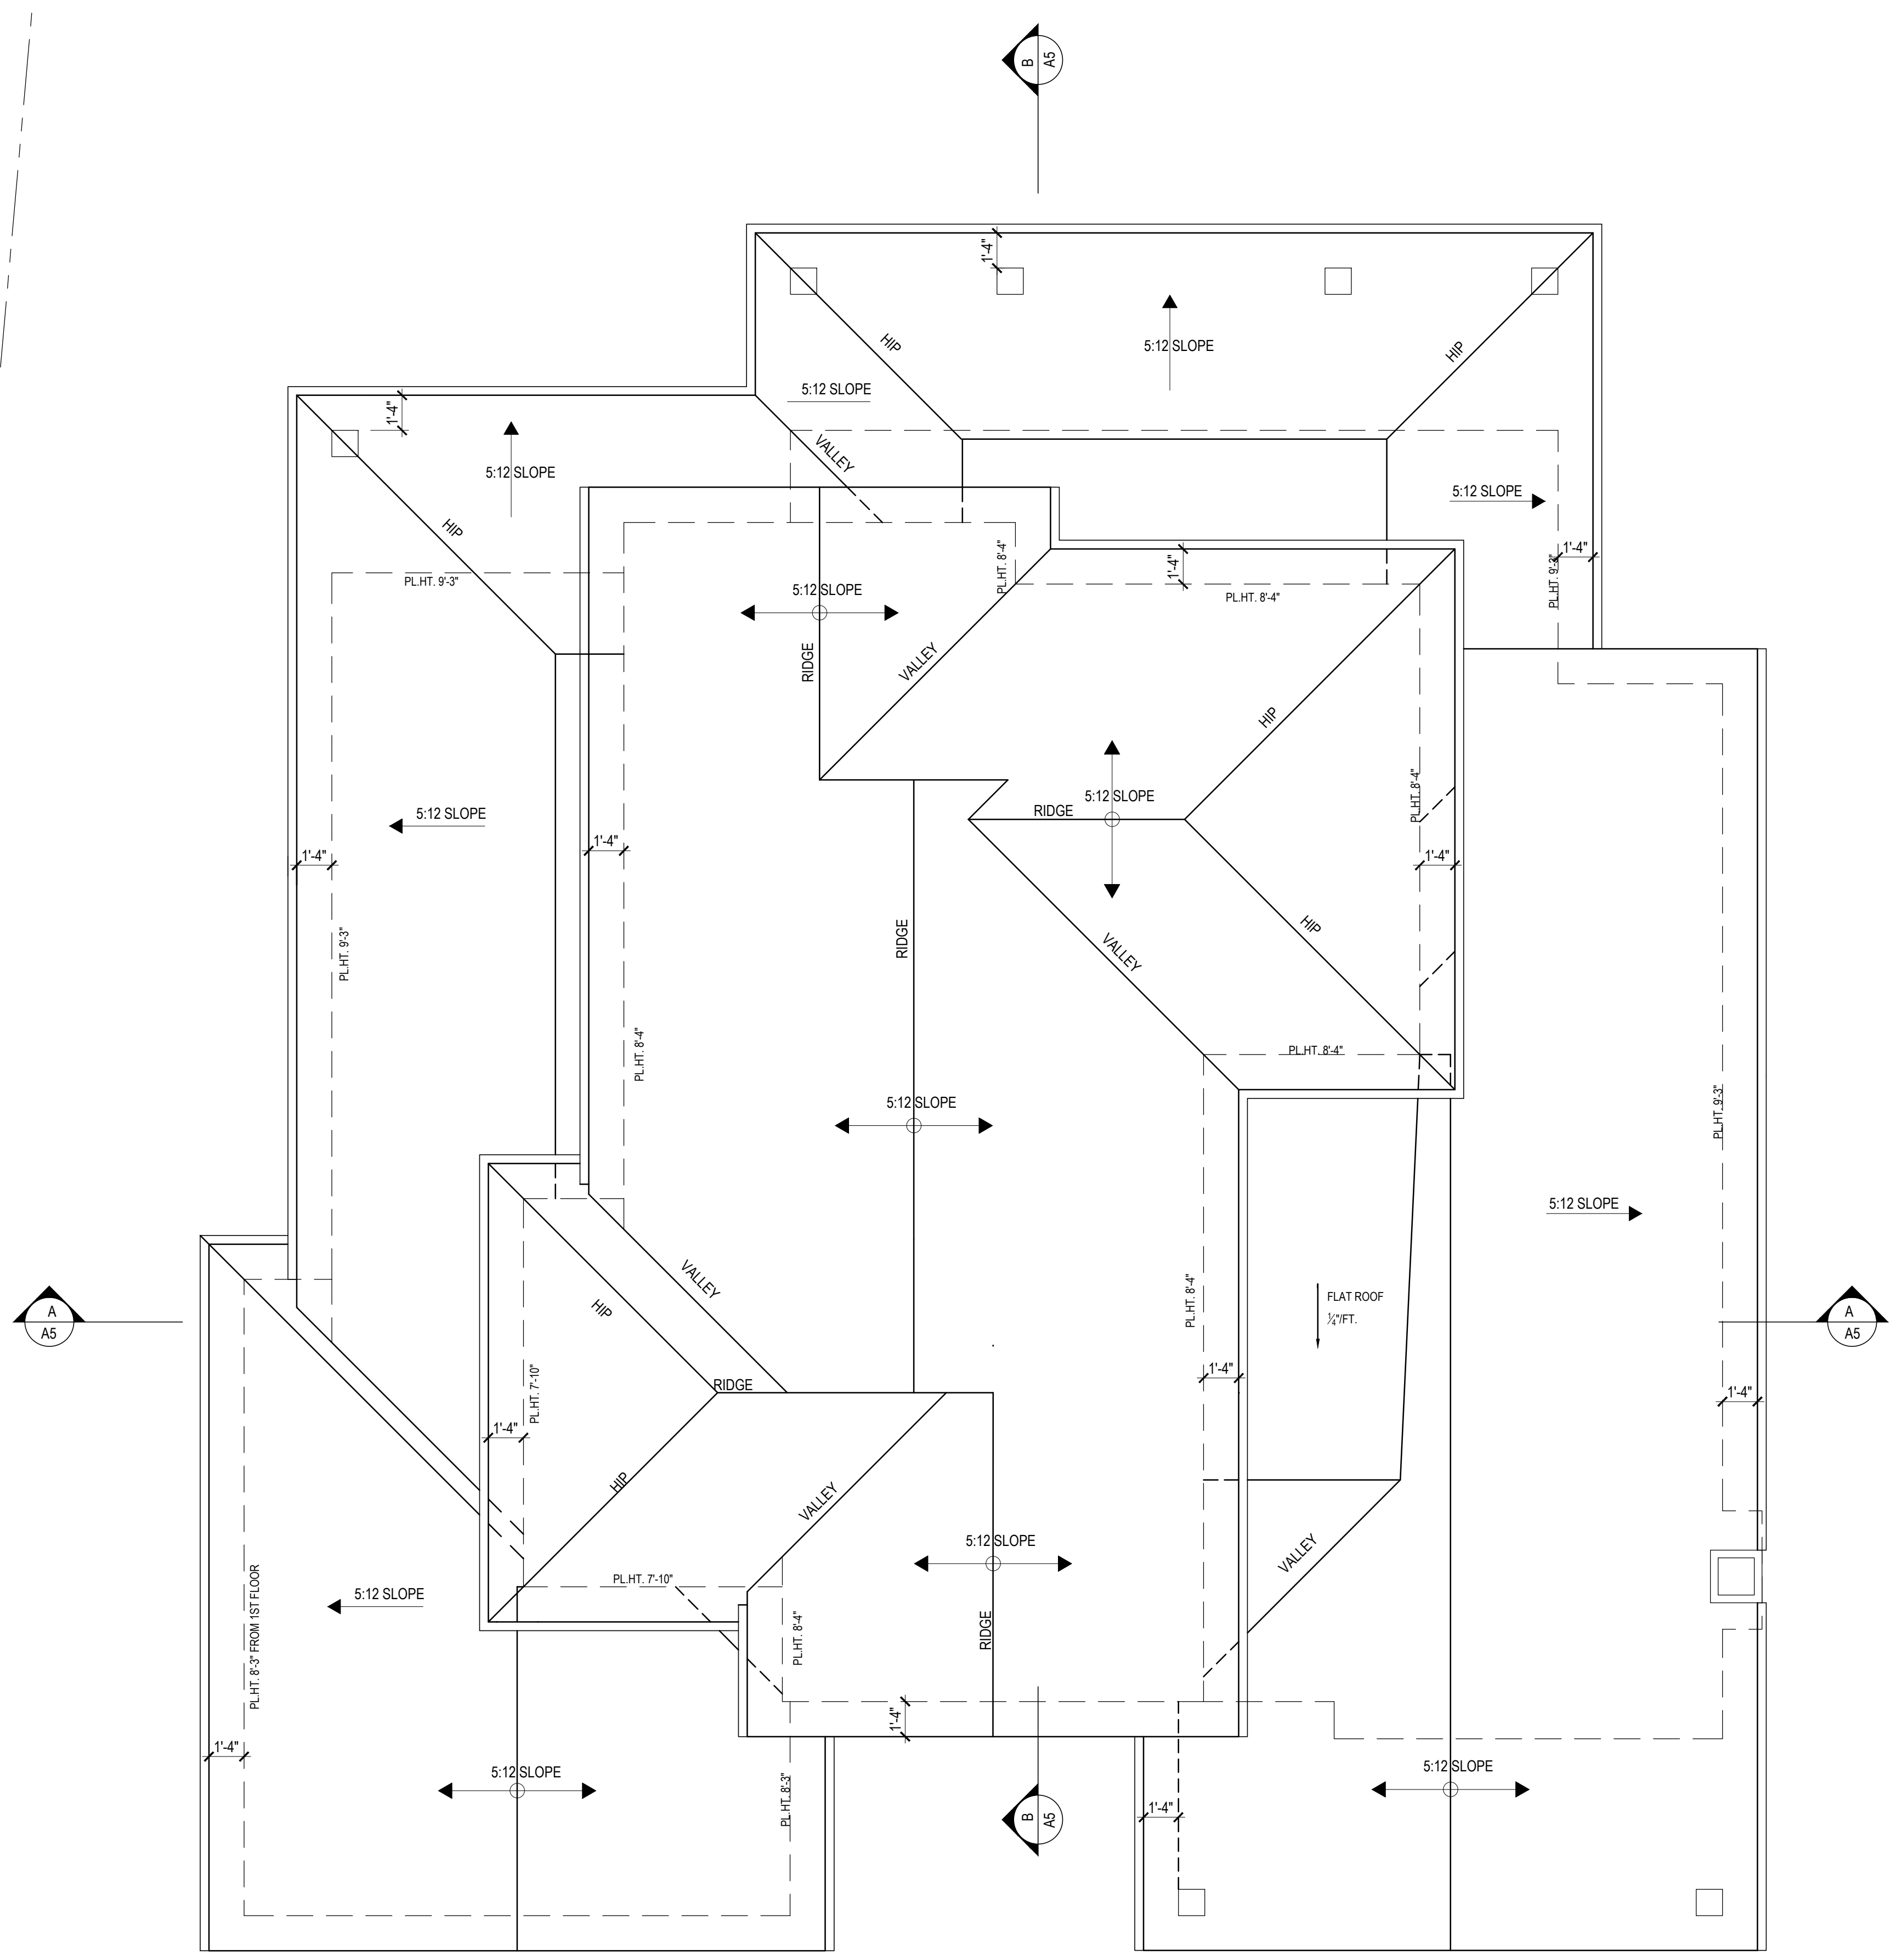 B
A5
1'-4"
HIP
5:12 SLOPE
HIP
5:12 SLOPE
1'-4"
VALLEY
5:12 SLOPE
5:12 SLOPE
HIP
1'-4"
1'-4"
PL.HT. 9'-3"
PL.HT. 8'-4"
PL.HT. 9'-3"
5:12 SLOPE
PL.HT. 8'-4"
RIDGE
VALLEY
HIP
PL.HT. 8'-4"
5:12 SLOPE
RIDGE
5:12 SLOPE
1'-4"
1'-4"
1'-4"
PL.HT. 9'-3"
RIDGE
HIP
VALLEY
PL.HT. 8'-4"
PL.HT. 8'-4"
5:12 SLOPE
PL.HT. 9'-3"
5:12 SLOPE
VALLEY
HIP
PL.HT. 8'-4"
FLAT ROOF
¼"/FT.
A
A5
A
A5
1'-4"
RIDGE
PL.HT. 7'-10"
1'-4"
1'-4"
HIP
VALLEY
5:12 SLOPE
VALLEY
PL.HT. 7'-10"
5:12 SLOPE
PL.HT. 8'-3" FROM 1ST FLOOR
PL.HT. 8'-4"
RIDGE
1'-4"
1'-4"
5:12 SLOPE
PL.HT. 8'-3"
5:12 SLOPE
1'-4"
B
A5